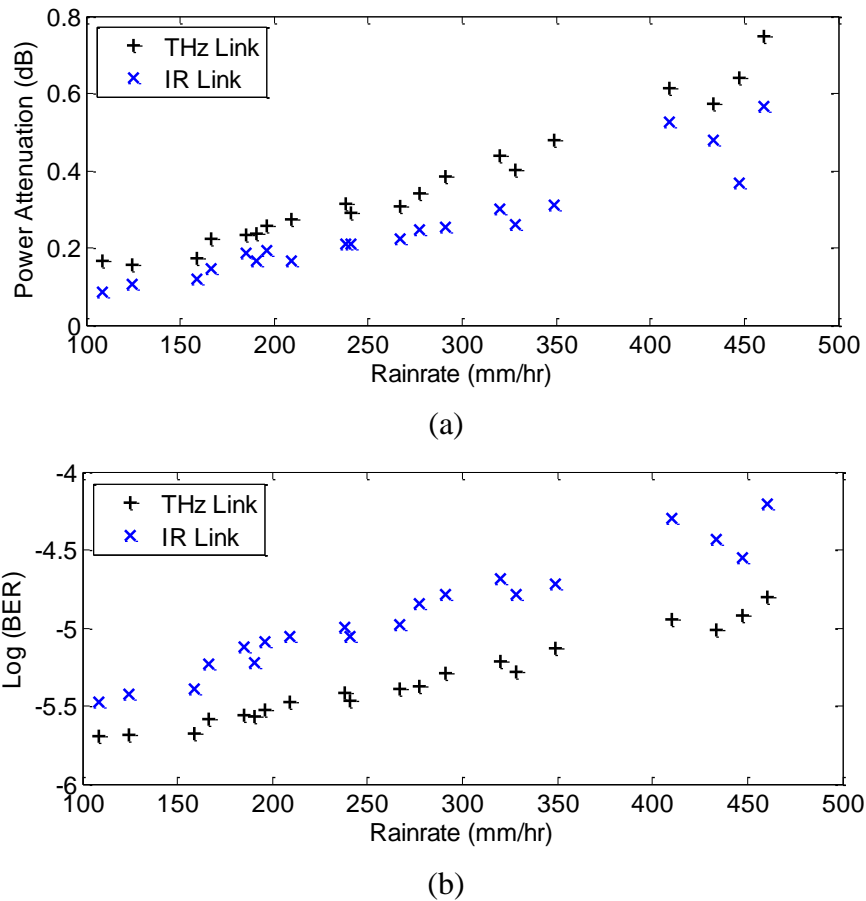 0.8
THz Link
IR Link
0.6
0.4
0.2
0
Power Attenuation (dB)
100 150 200 250 300 350 400 450 500
Rainrate (mm/hr)
(a)
-4
THz Link
IR Link
-4.5
-5
-5.5
-6
Log (BER)
100 150 200 250 300 350 400 450 500
Rainrate (mm/hr)
(b)